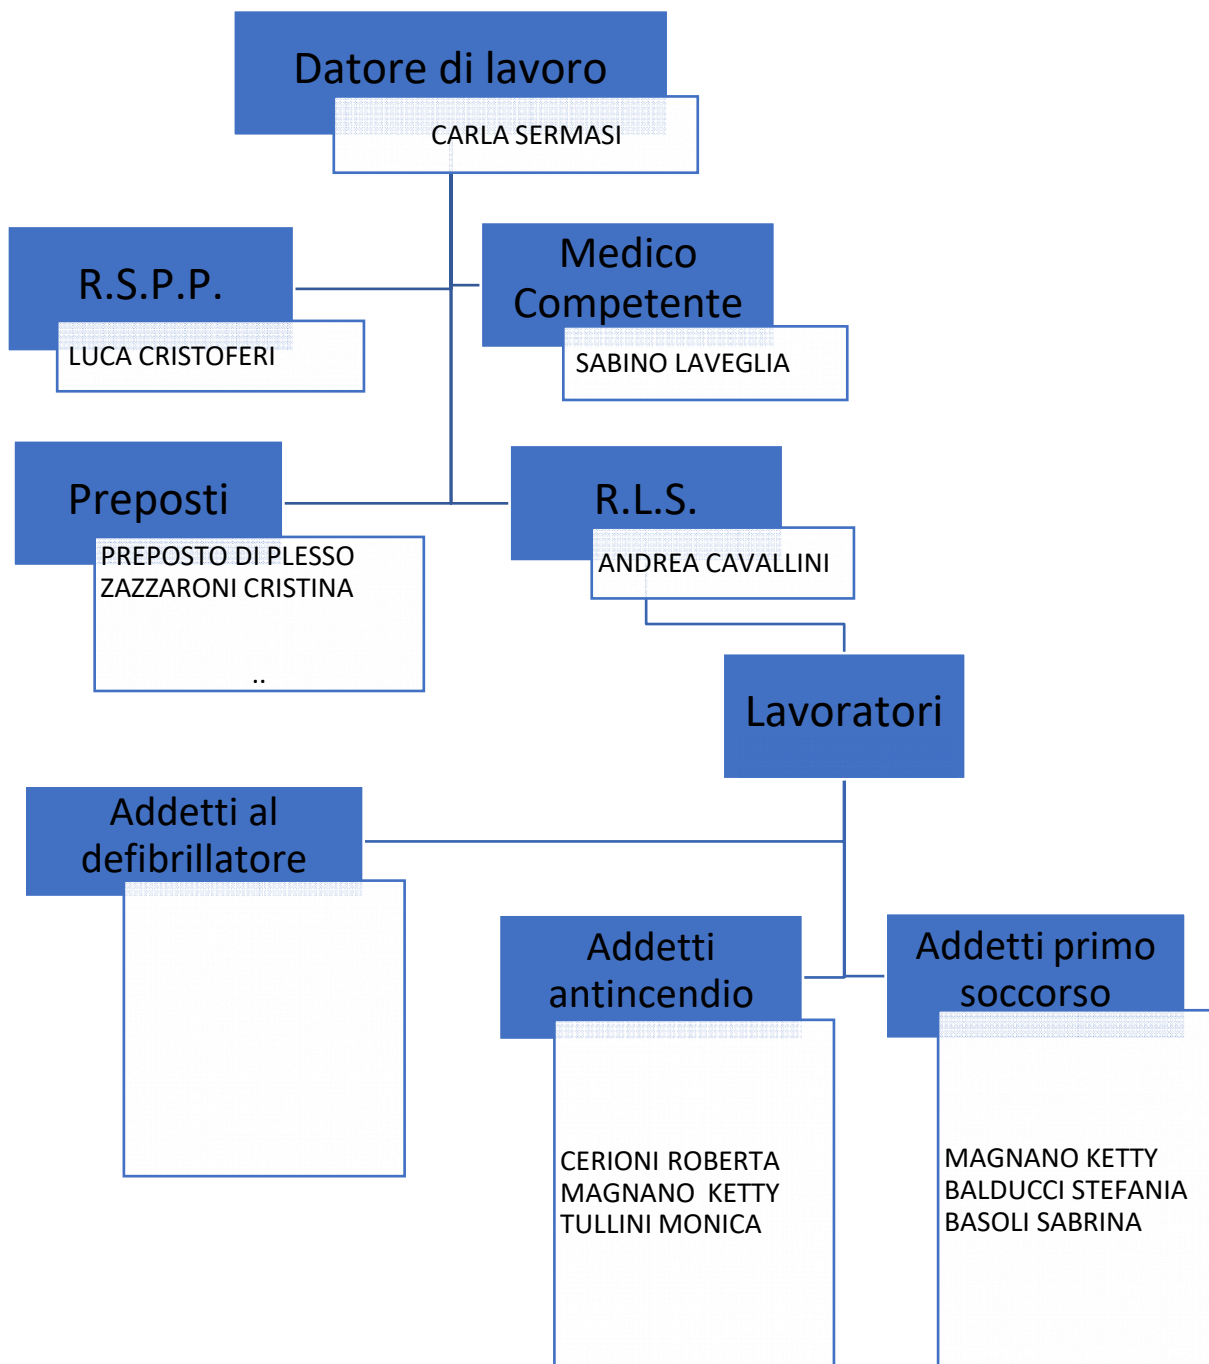 Datore di lavoro
CARLA SERMASI
R.S.P.P.
LUCA CRISTOFERI
Medico
Competente
SABINO LAVEGLIA
Preposti
PREPOSTO DI PLESSO
ZAZZARONI CRISTINA
..
R.L.S.
ANDREA CAVALLINI
Lavoratori
Addetti al
defibrillatore
Addetti
antincendio
CERIONI ROBERTA
MAGNANO  KETTY
TULLINI MONICA
Addetti primo
soccorso
MAGNANO KETTY
BALDUCCI STEFANIA
BASOLI SABRINA